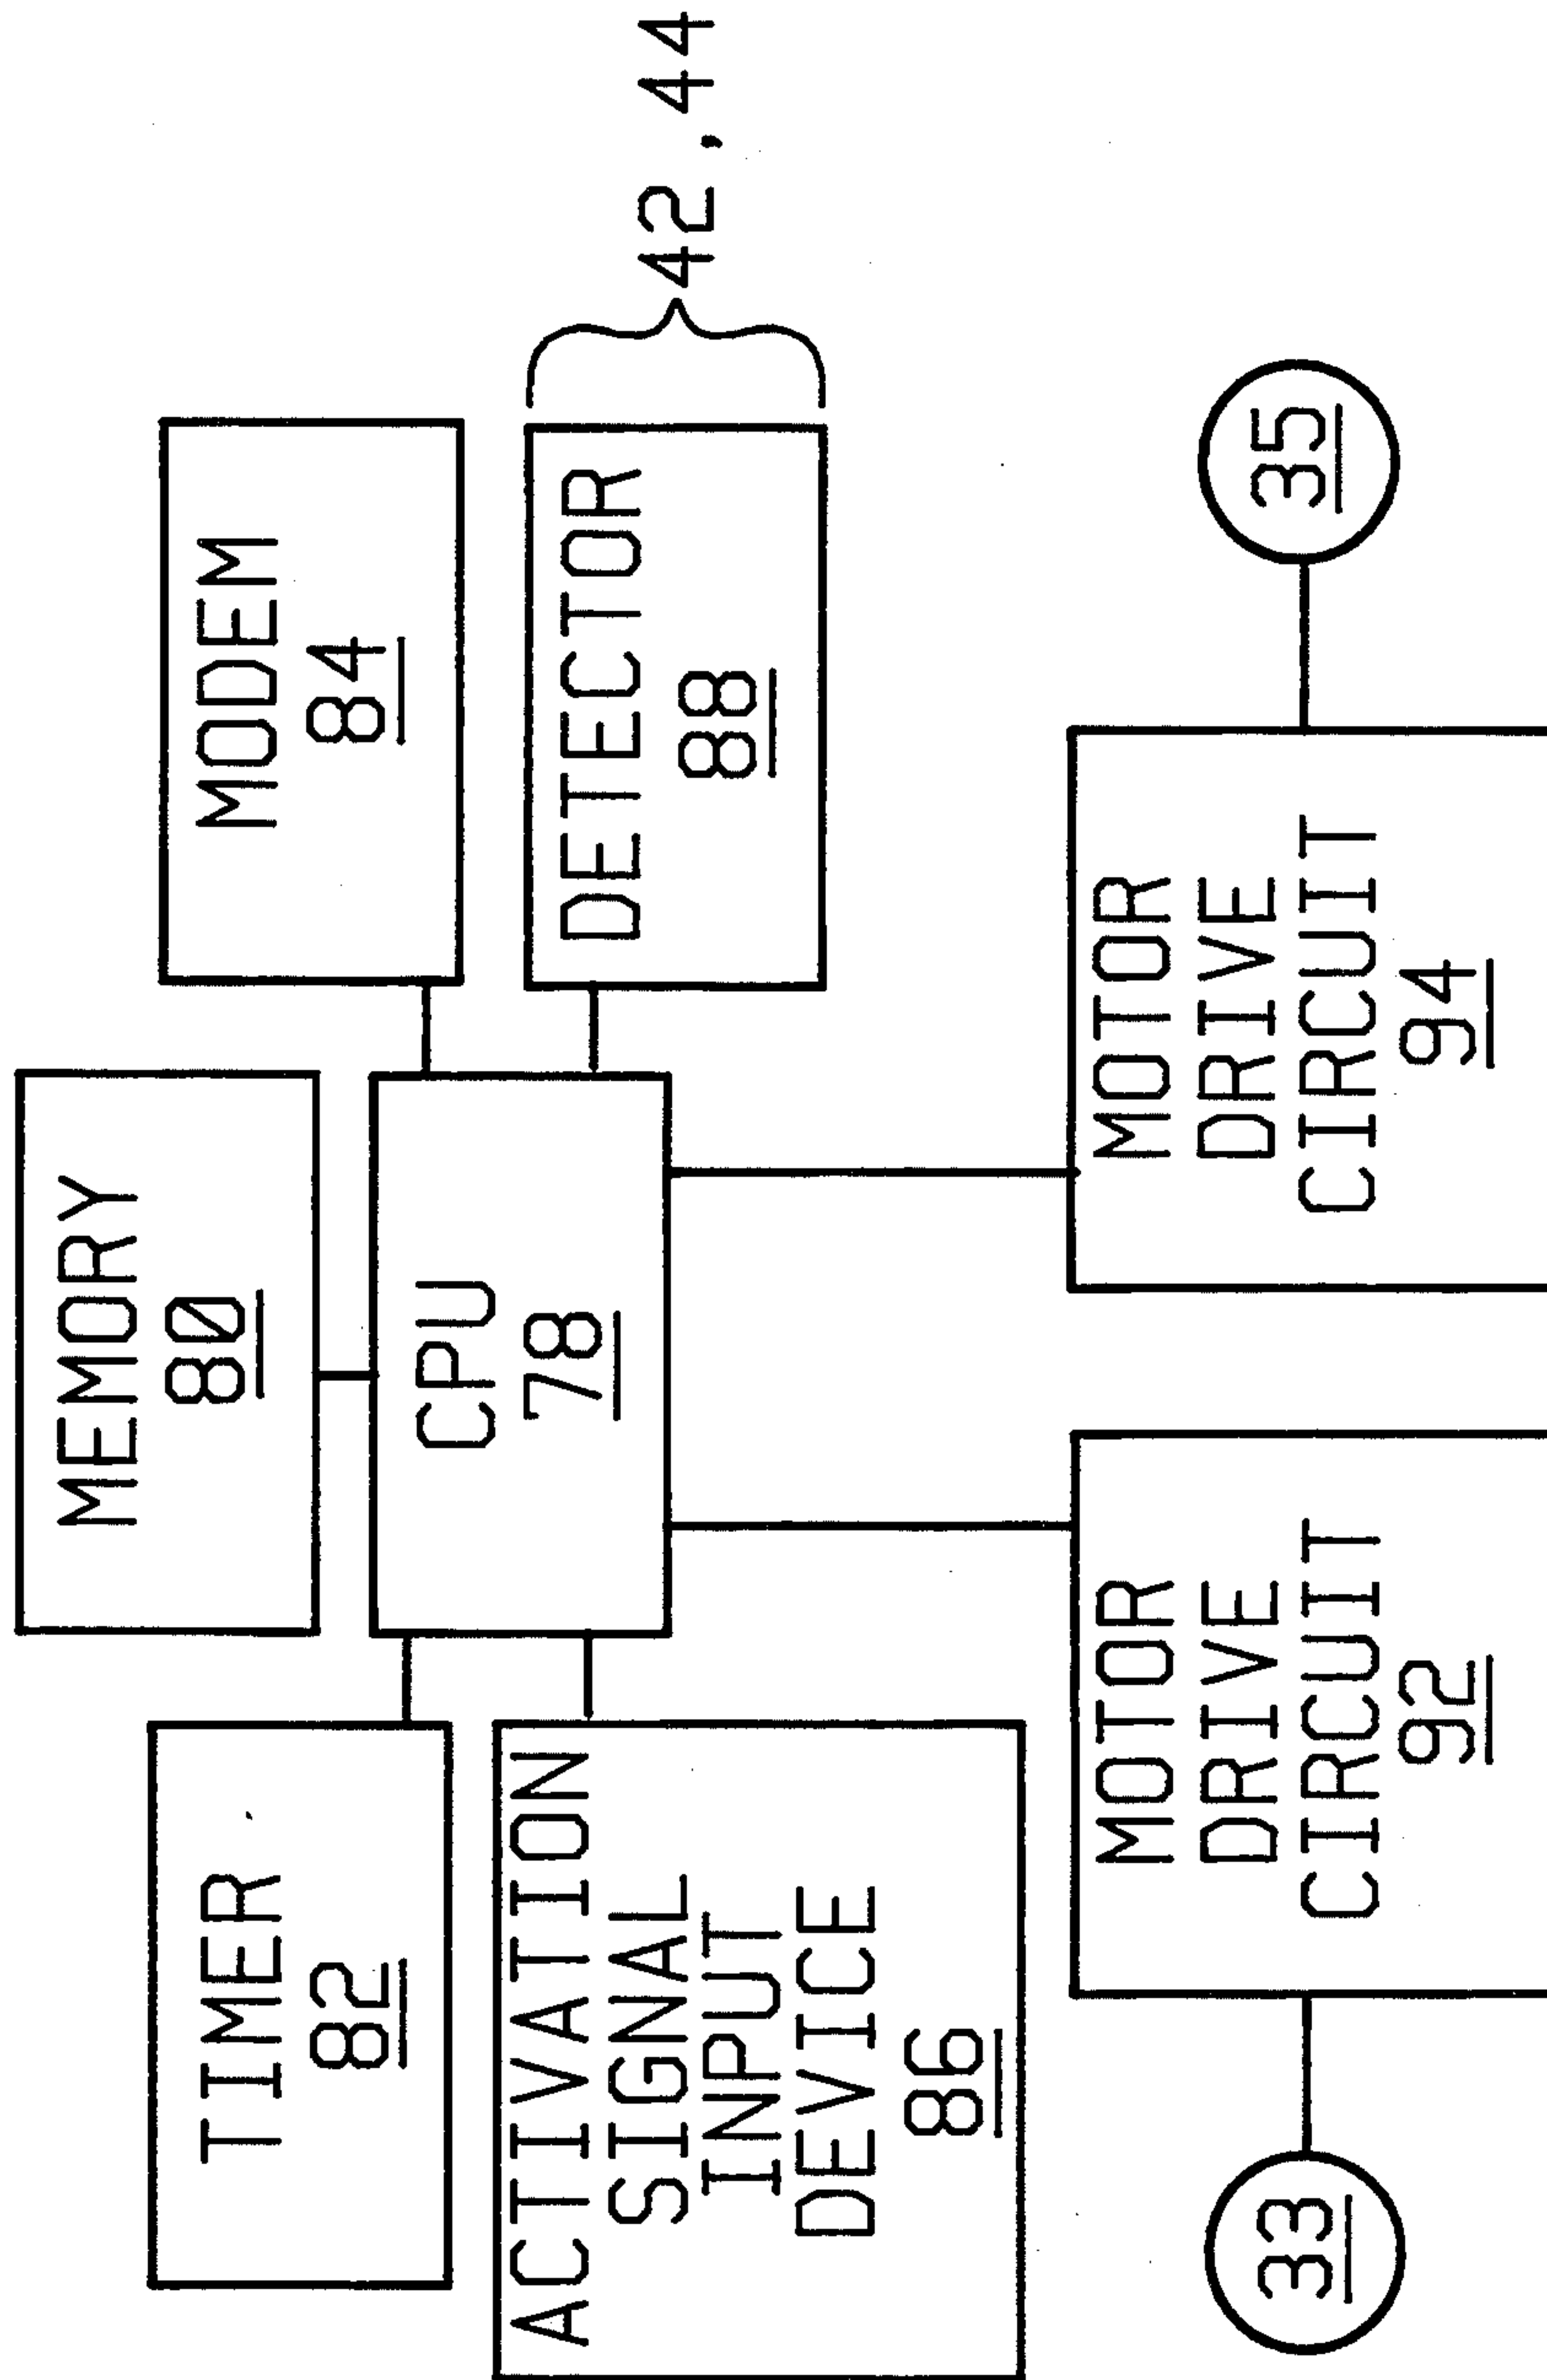 MEMORY
80
TIMER
82
CPU
78
MODEM
84
ACTIVATION
SIGNAL
INPUT
DEVICE
86
DETECTOR
88
42,44
MOTOR
DRIVE
CIRCUIT
92
MOTOR
DRIVE
CIRCUIT
94
33
35